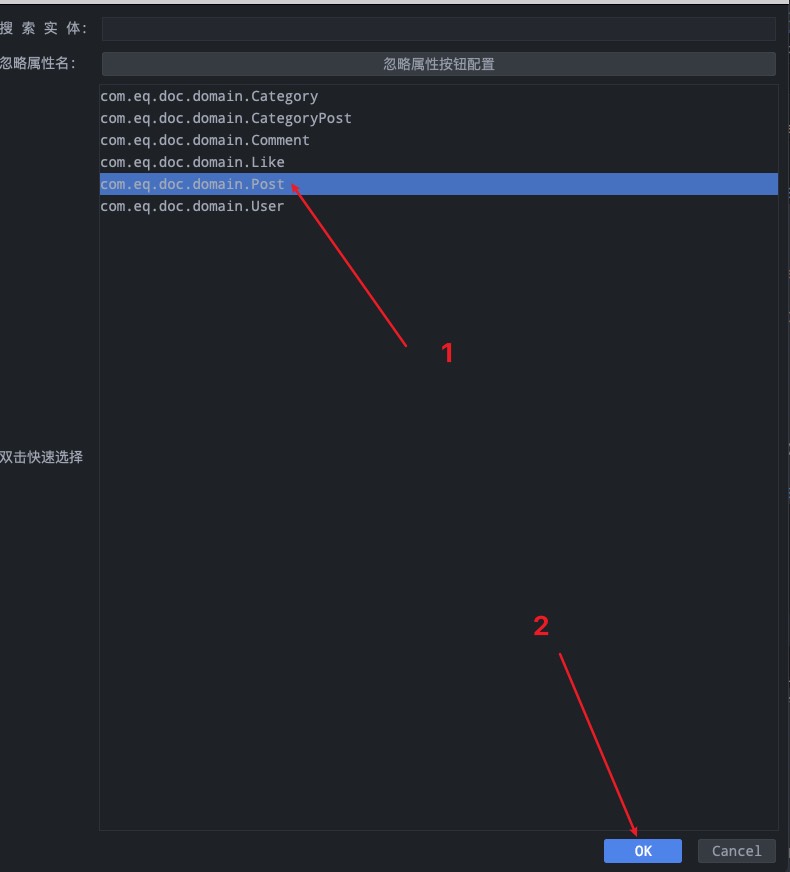 搜 索 实 体：
忽略属性名：
忽略属性按钮配置
com.eq.doc.domain.Category
com.eq.doc.domain.CategoryPost
com.eq.doc.domain.Comment
com.eq.doc.domain.Like
com.eq.doc.domain.Post
com.eq.doc.domain.User
1
双击快速选择
2
OK
Cancel